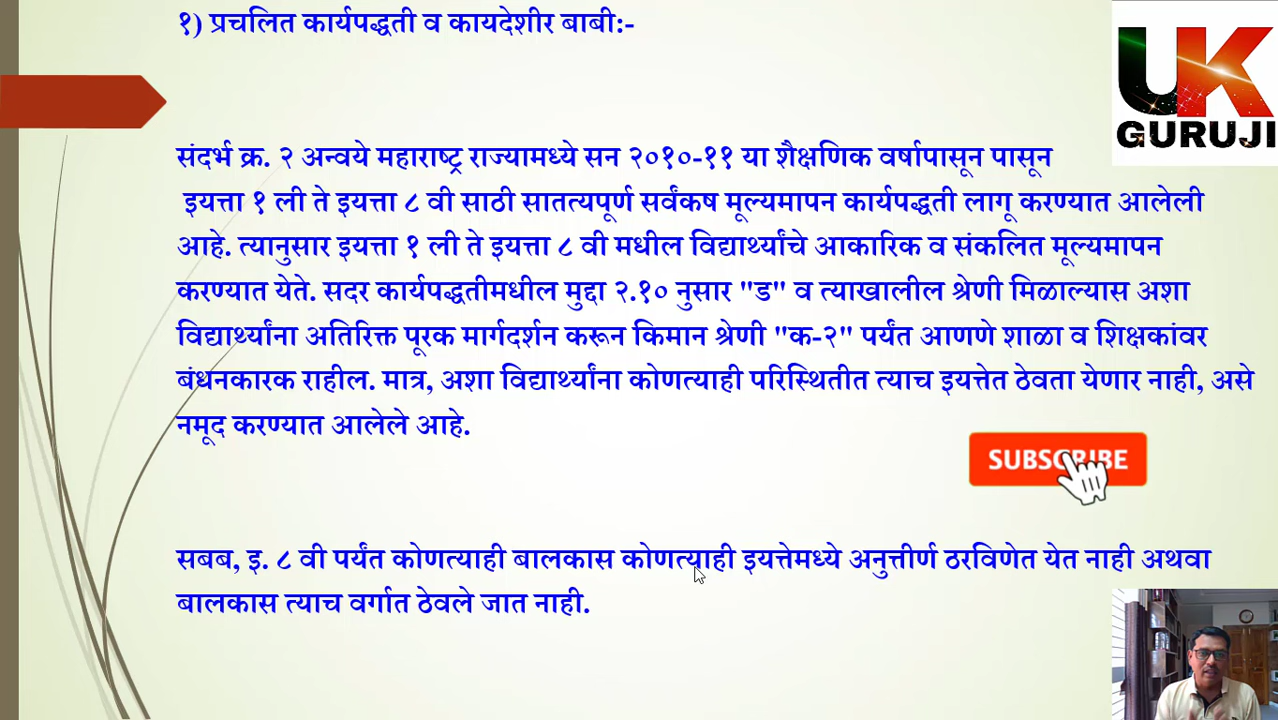 १) प्रचलित कार्यपद्धती व कायदेशीर बाबी:-
UK
GURUJI
संदर्भ क्र. २ अन्वये महाराष्ट्र राज्यामध्ये सन २०१०-११ या शैक्षणिक वर्षापासून पासून
इयत्ता १ ली ते इयत्ता ८ वी साठी सातत्यपूर्ण सर्वंकष मूल्यमापन कार्यपद्धती लागू करण्यात आलेली
आहे. त्यानुसार इयत्ता १ ली ते इयत्ता ८ वी मधील विद्यार्थ्यांचे आकारिक व संकलित मूल्यमापन
करण्यात येते. सदर कार्यपद्धतीमधील मुद्दा २.१० नुसार "ड" व त्याखालील श्रेणी मिळाल्यास अशा
विद्यार्थ्यांना अतिरिक्त पूरक मार्गदर्शन करून किमान श्रेणी "क-२" पर्यंत आणणे शाळा व शिक्षकांवर
बंधनकारक राहील. मात्र, अशा विद्यार्थ्यांना कोणत्याही परिस्थितीत त्याच इयत्तेत ठेवता येणार नाही, असे
नमूद करण्यात आलेले आहे.
SUBSCRIBE
सबब, इ. ८ वी पर्यंत कोणत्याही बालकास कोणत्याही इयत्तेमध्ये अनुत्तीर्ण ठरविणेत येत नाही अथवा
बालकास त्याच वर्गात ठेवले जात नाही.